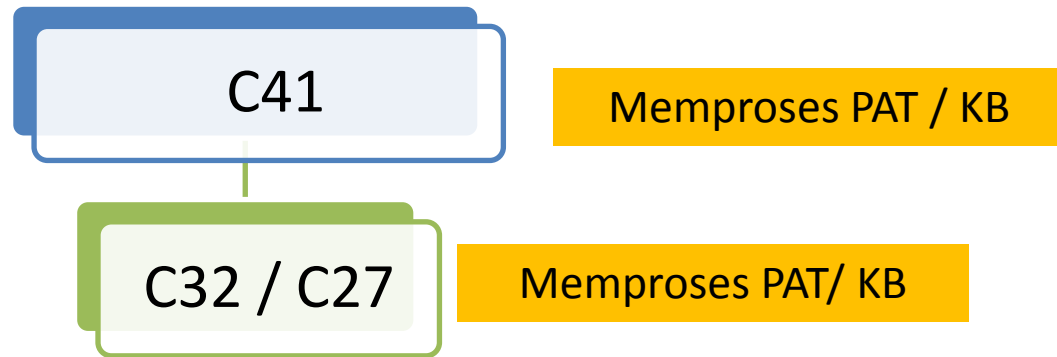 C41
Memproses PAT / KB
C32 / C27
Memproses PAT/ KB